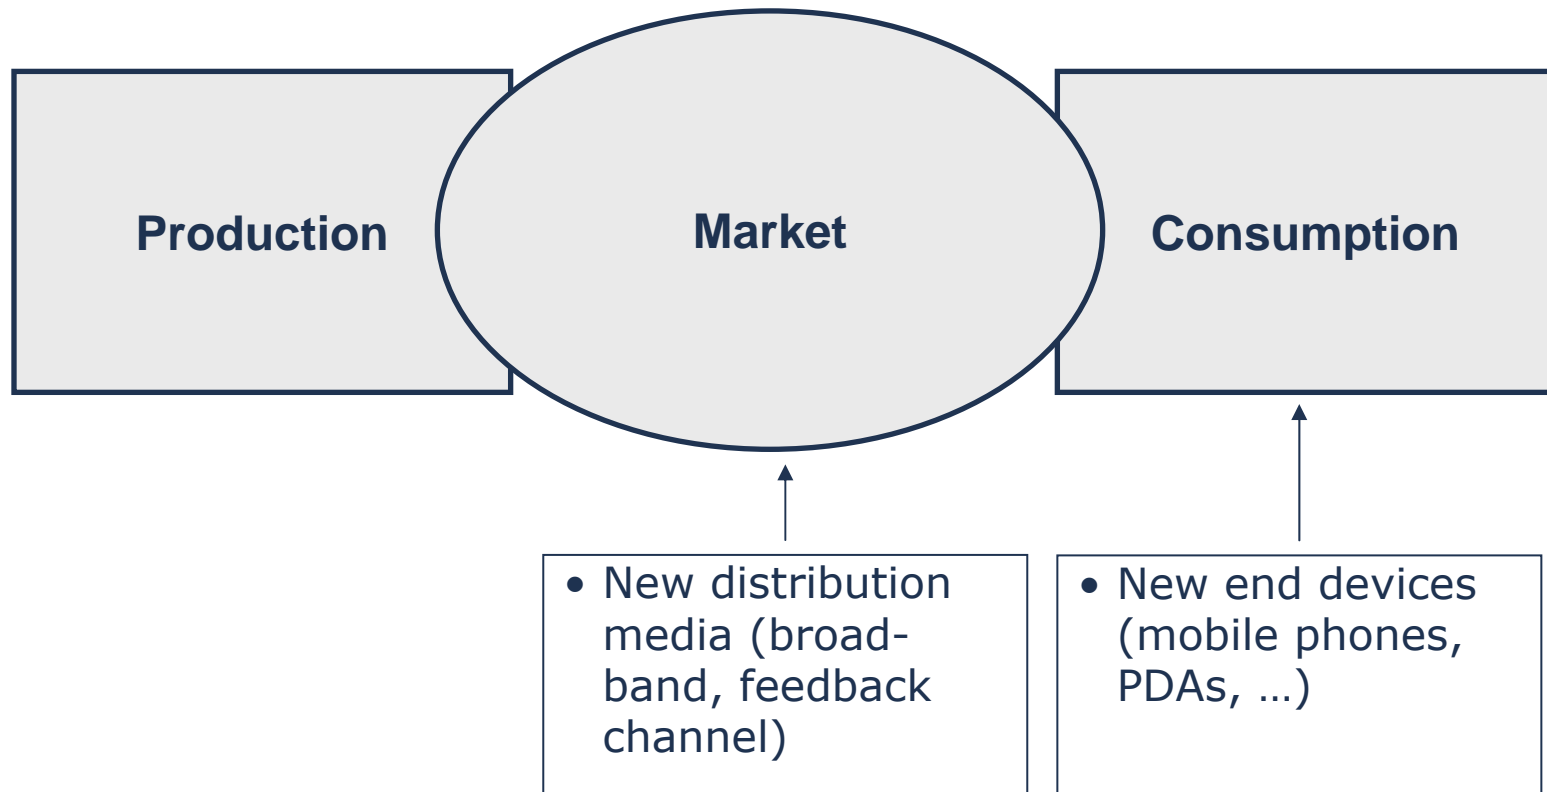 Production
Market
Consumption
• New distribution
media (broad-
band, feedback
channel)
• New end devices
(mobile phones,
PDAs, …)